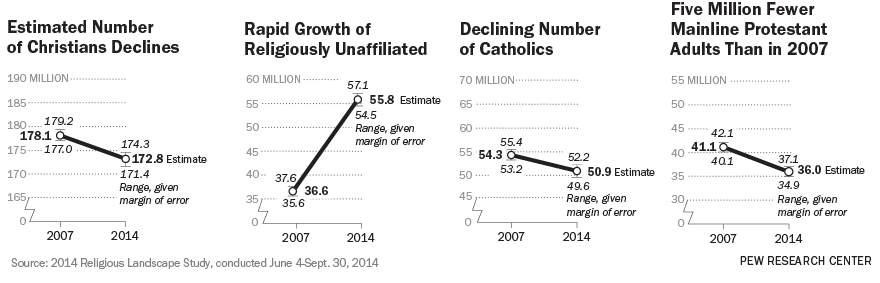 Estimated Number
of Christians Declines
190 MILLION
185
180
175
170
165
0
179.2
178.1
177.0
174.3
172.8 Estimate
171.4
Range, given
margin of error
2007
2014
Rapid Growth of
Religiously Unaffiliated
60 MILLION
55
50
45
40
35
0
57.1
55.8 Estimate
54.5
Range, given
margin of error
37.6
36.6
35.6
2007
2014
Declining Number
of Catholics
70 MILLION
65
60
55
50
45
0
55.4
54.3
53.2
52.2
50.9 Estimate
49.6
Range, given
margin of error
2007
2014
Five Million Fewer
Mainline Protestant
Adults Than in 2007
55 MILLION
50
45
40
35
30
0
42.1
41.1
40.1
37.1
36.0 Estimate
34.9
Range, given
margin of error
2007
2014
Source: 2014 Religious Landscape Study, conducted June 4-Sept. 30, 2014
PEW RESEARCH CENTER